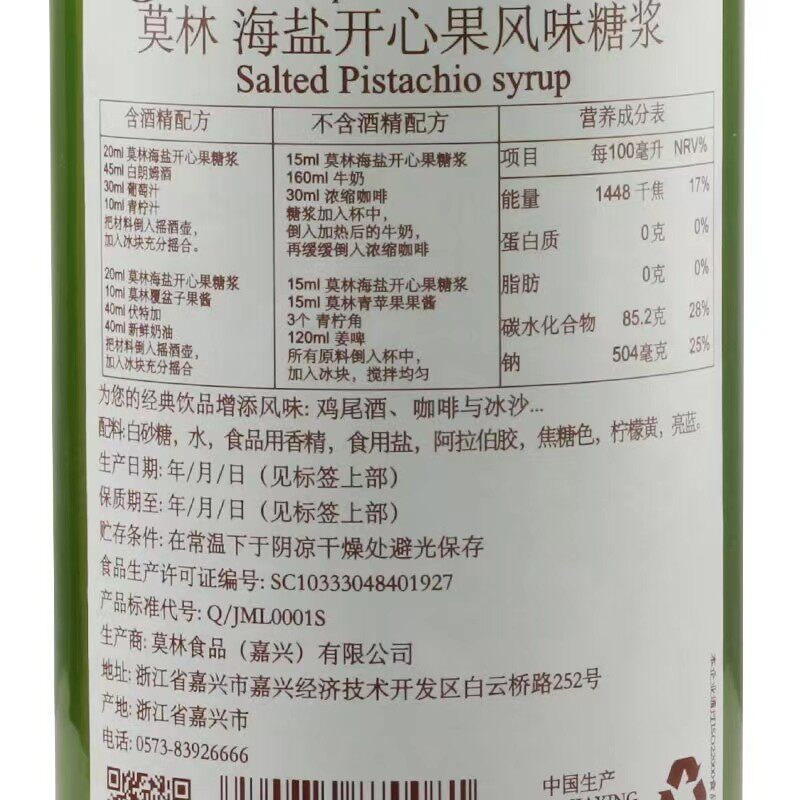 莫林 海盐开心果风味糖浆
Salted Pistachio syrup
含酒精配方
20ml 莫林海盐开心果糖浆
45ml 白朗姆酒
30ml 葡萄汁
10ml 青柠汁
把材料倒入摇酒壶,
加入冰块充分摇合。
20ml 莫林海盐开心果糖浆
10ml 莫林覆盆子果酱
40ml 伏特加
40ml 新鲜奶油
把材料倒入摇酒壶,
加入冰块充分摇合
不含酒精配方
15ml 莫林海盐开心果糖浆
160ml 牛奶
30ml 浓缩咖啡
糖浆加入杯中,
倒入加热后的牛奶,
再缓缓倒入浓缩咖啡
15ml 莫林海盐开心果糖浆
15ml 莫林青苹果果酱
3个 青柠角
120ml 姜啤
所有原料倒入杯中,
加入冰块, 搅拌均匀
营养成分表
项目 每100毫升 NRV%
能量 1448 千焦 17%
蛋白质 0克 0%
脂肪 0克 0%
碳水化合物 85.2克 28%
钠 504毫克 25%
为您的经典饮品增添风味: 鸡尾酒、咖啡与冰沙...
配料: 白砂糖, 水, 食品用香精, 食用盐, 阿拉伯胶, 焦糖色, 柠檬黄, 亮蓝。
生产日期: 年/月/日 (见标签上部)
保质期至: 年/月/日 (见标签上部)
贮存条件: 在常温下于阴凉干燥处避光保存
食品生产许可证编号: SC10333048401927
产品标准代号: Q/JML0001S
生产商: 莫林食品 (嘉兴) 有限公司
地址: 浙江省嘉兴市嘉兴经济技术开发区白云桥路252号
产地: 浙江省嘉兴市
电话: 0573-83926666
中国生产